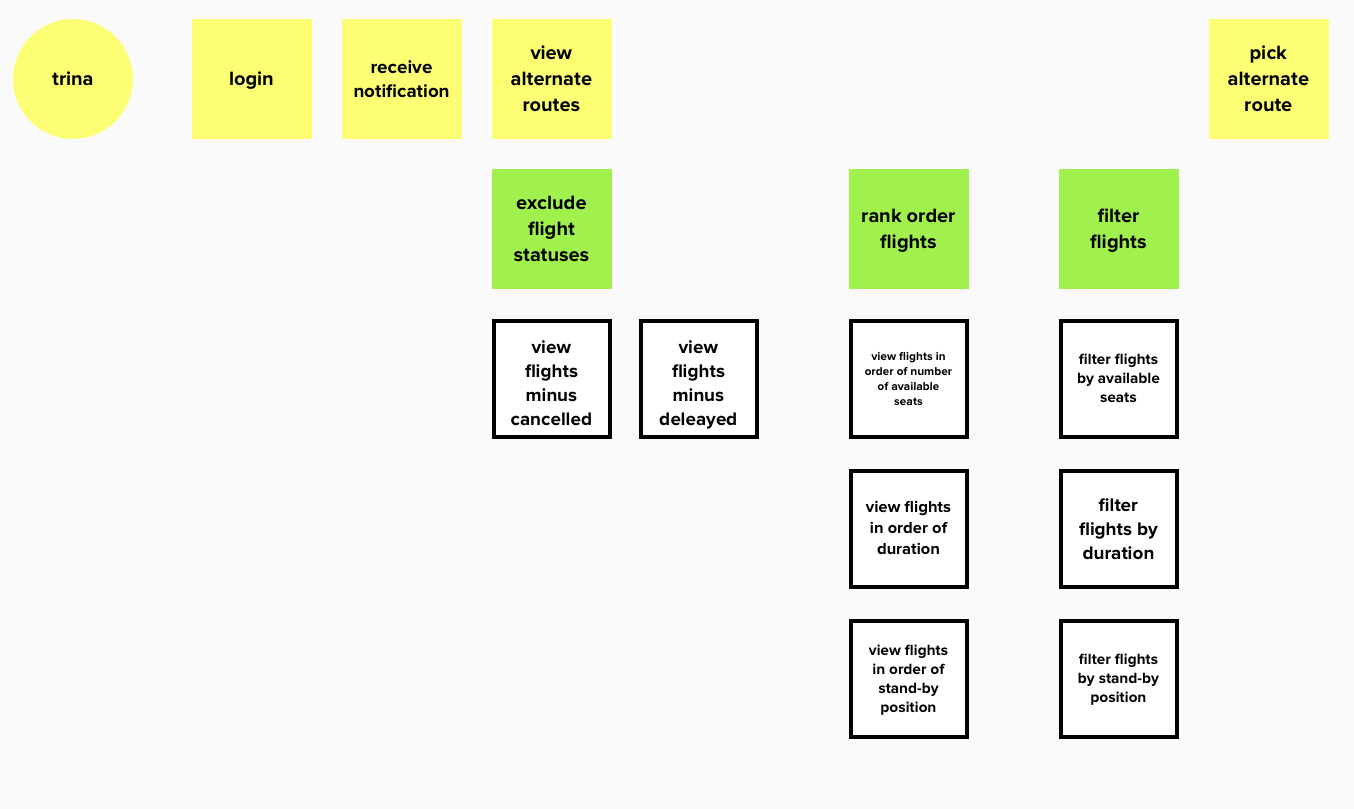 trina
login
receive
notification
view
alternate
routes
pick
alternate
route
exclude
flight
statuses
rank order
flights
filter
flights
view
flights
minus
cancelled
view
flights
minus
deleayed
view flights in
order of number
of available
seats
filter flights
by available
seats
view flights
in order of
duration
filter
flights by
duration
view flights
in order of
stand-by
position
filter flights
by stand-by
position